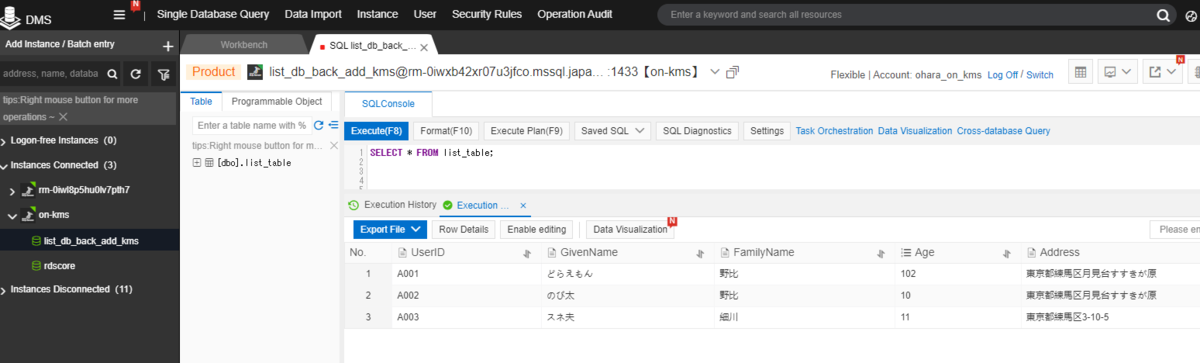 DMS
N
Single Database Query Data Import Instance User Security Rules Operation Audit
Enter a keyword and search all resources
Add Instance / Batch entry +
address, name, databa
tips:Right mouse button for more
operations ~ ×
Logon-free Instances (0)
Instances Connected (3)
rm-0iwl8p5hu0lv7pth7
on-kms
list_db_back_add_kms
rdscore
Instances Disconnected (11)
Workbench
SQL list_db_back_... ×
Product list_db_back_add_kms@rm-0iwxb42xr07u3jfco.mssql.japa... :1433【on-kms】
Flexible | Account: ohara_on_kms Log Off / Switch
N
Table Programmable Object
Enter a table name with %
tips:Right mouse button for m... ×
[dbo].list_table
SQLConsole
Execute(F8) Format(F10) Execute Plan(F9) Saved SQL SQL Diagnostics Settings Task Orchestration Data Visualization Cross-database Query
1 SELECT * FROM list_table;
2
3
4
5
Execution History Execution ... ×
Export File Row Details Enable editing Data Visualization N Please en
No. UserID GivenName FamilyName Age Address
1 A001 どらえもん 野比 102 東京都練馬区月見台すすきが原
2 A002 のび太 野比 10 東京都練馬区月見台すすきが原
3 A003 スネ夫 細川 11 東京都練馬区3-10-5